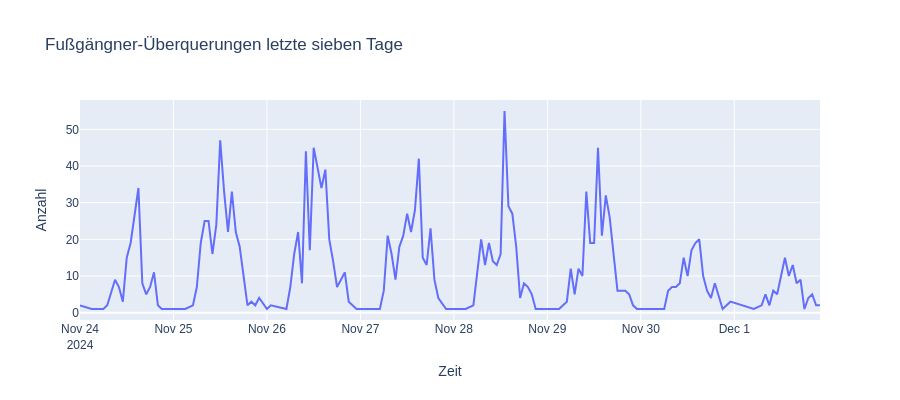 Fußgängner-Überquerungen letzte sieben Tage
Anzahl
50
40
30
20
10
0
Nov 24
2024
Nov 25
Nov 26
Nov 27
Nov 28
Nov 29
Nov 30
Dec 1
Zeit